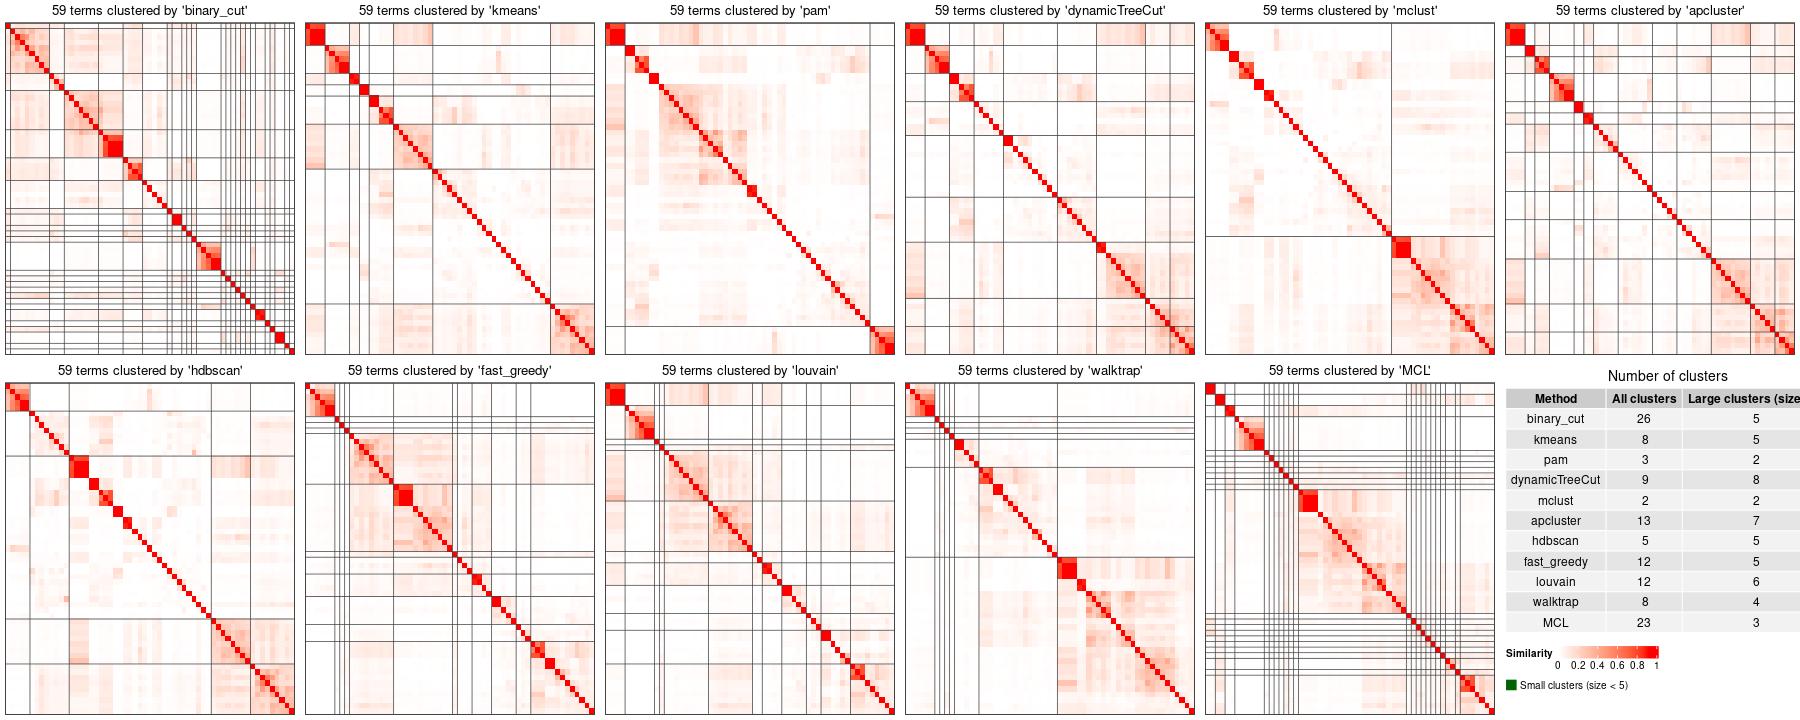 59 terms clustered by 'binary_cut'
59 terms clustered by 'kmeans'
59 terms clustered by 'pam'
59 terms clustered by 'dynamicTreeCut'
59 terms clustered by 'mclust'
59 terms clustered by 'apcluster'
59 terms clustered by 'hdbscan'
59 terms clustered by 'fast_greedy'
59 terms clustered by 'louvain'
59 terms clustered by 'walktrap'
59 terms clustered by 'MCL'
Number of clusters
Method All clusters Large clusters (size
binary_cut 26 5
kmeans 8 5
pam 3 2
dynamicTreeCut 9 8
mclust 2 2
apcluster 13 7
hdbscan 5 5
fast_greedy 12 5
louvain 12 6
walktrap 8 4
MCL 23 3
Similarity
0 0.2 0.4 0.6 0.8 1
Small clusters (size < 5)